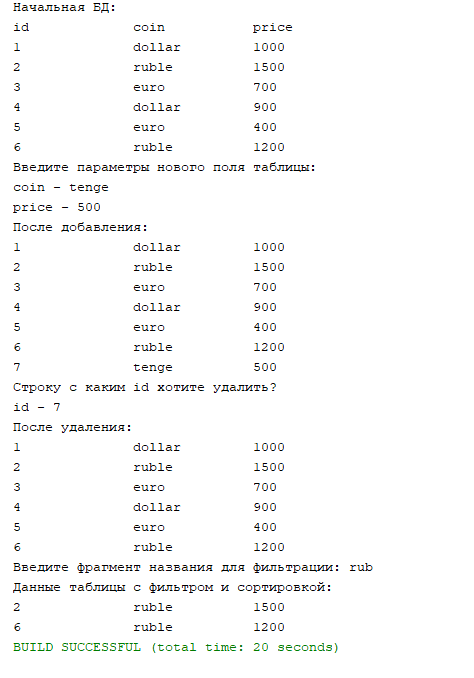 Начальная БД:
id coin price
1 dollar 1000
2 ruble 1500
3 euro 700
4 dollar 900
5 euro 400
6 ruble 1200
Введите параметры нового поля таблицы:
coin - tenge
price - 500
После добавления:
1 dollar 1000
2 ruble 1500
3 euro 700
4 dollar 900
5 euro 400
6 ruble 1200
7 tenge 500
Строку с каким id хотите удалить?
id - 7
После удаления:
1 dollar 1000
2 ruble 1500
3 euro 700
4 dollar 900
5 euro 400
6 ruble 1200
Введите фрагмент названия для фильтрации: rub
Данные таблицы с фильтром и сортировкой:
2 ruble 1500
6 ruble 1200
BUILD SUCCESSFUL (total time: 20 seconds)